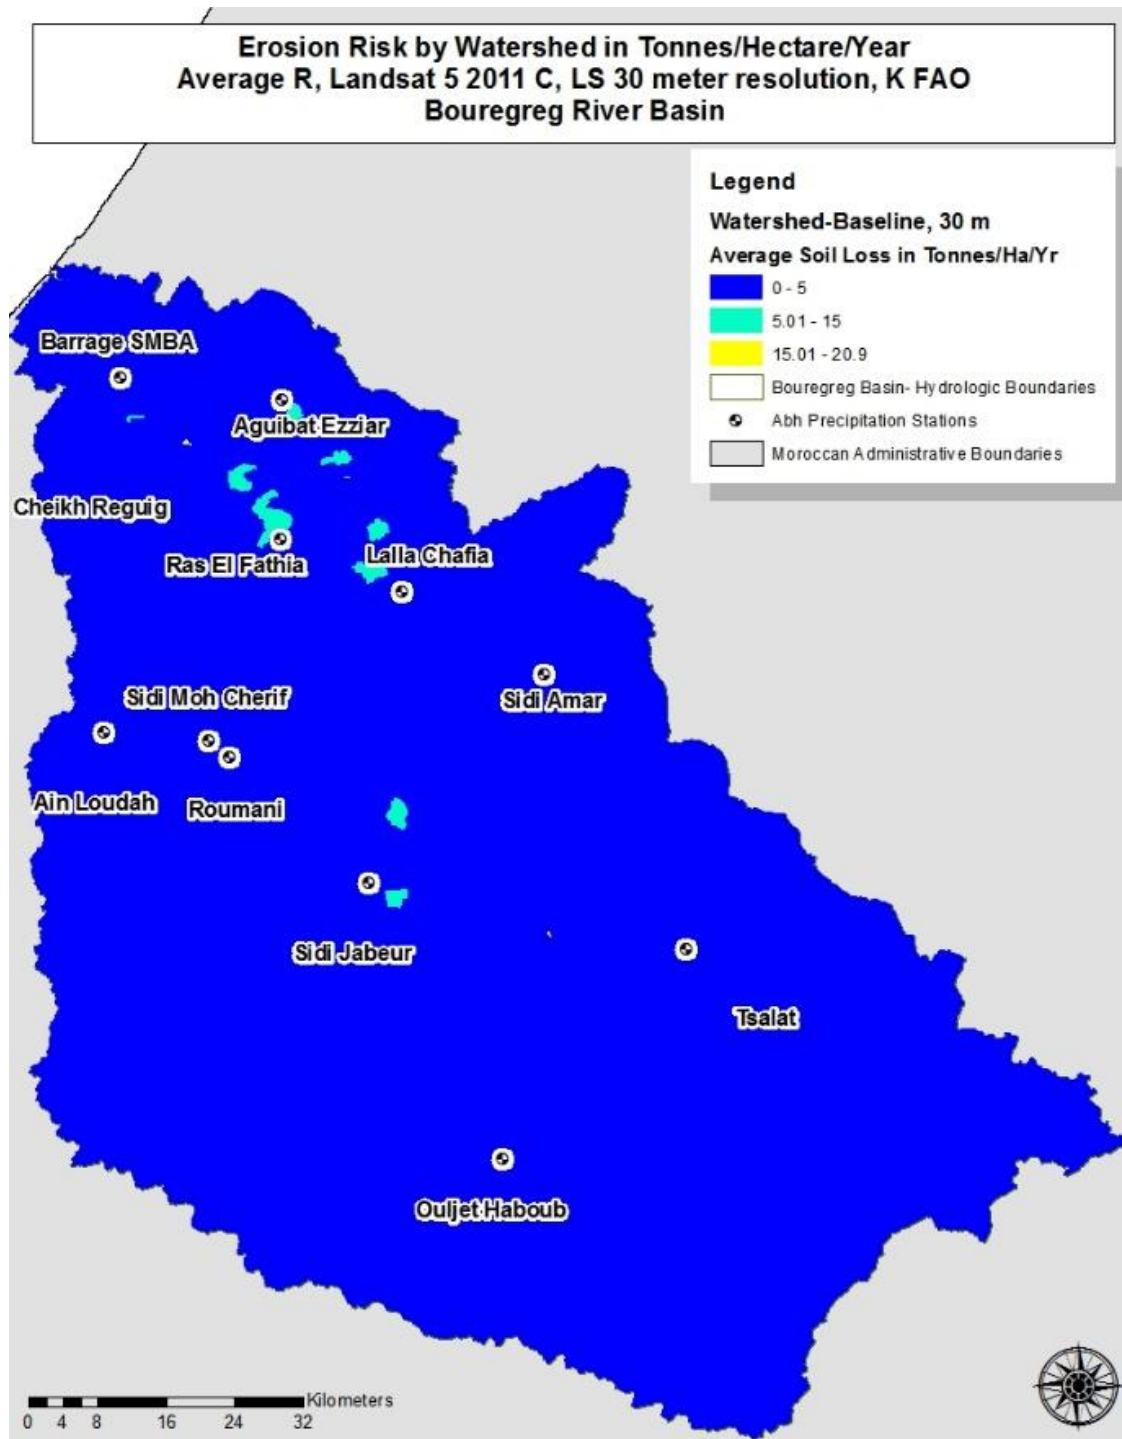 Erosion Risk by Watershed in Tonnes/Hectare/Year
Average R, Landsat 5 2011 C, LS 30 meter resolution, K FAO
Bouregreg River Basin
Legend
Watershed-Baseline, 30 m
Average Soil Loss in Tonnes/Ha/Yr
0 - 5
5.01 - 15
15.01 - 20.9
Bouregreg Basin- Hydrologic Boundaries
Abh Precipitation Stations
Moroccan Administrative Boundaries
Barrage SMBA
Aguibat Ezziar
Cheikh Reguig
Ras El Fathia
Lalla Chafia
Sidi Moh Cherif
Sidi Amar
Ain Loudah
Roumani
Sidi Jabeur
Tsalat
Ouljet Haboub
Kilometers
0 4 8 16 24 32